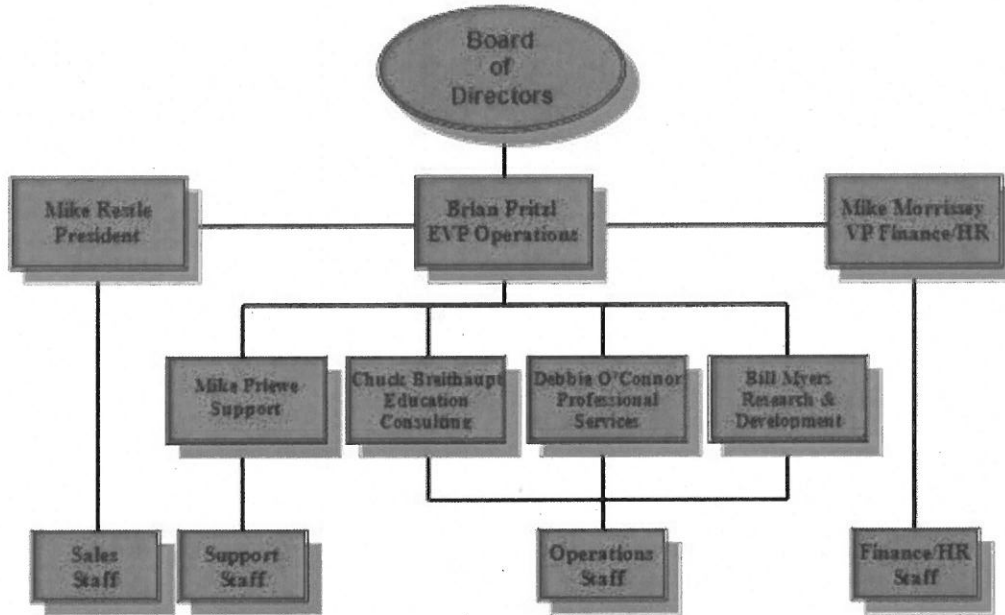 Board
of
Directors
Mike Restle
President
Brian Pritzl
EVP Operations
Mike Morrissey
VP Finance/HR
Mike Priewe
Support
Chuck Breithaupt
Education
Consulting
Debbie O'Connor
Professional
Services
Bill Myers
Research &
Development
Sales
Staff
Support
Staff
Operations
Staff
Finance/HR
Staff